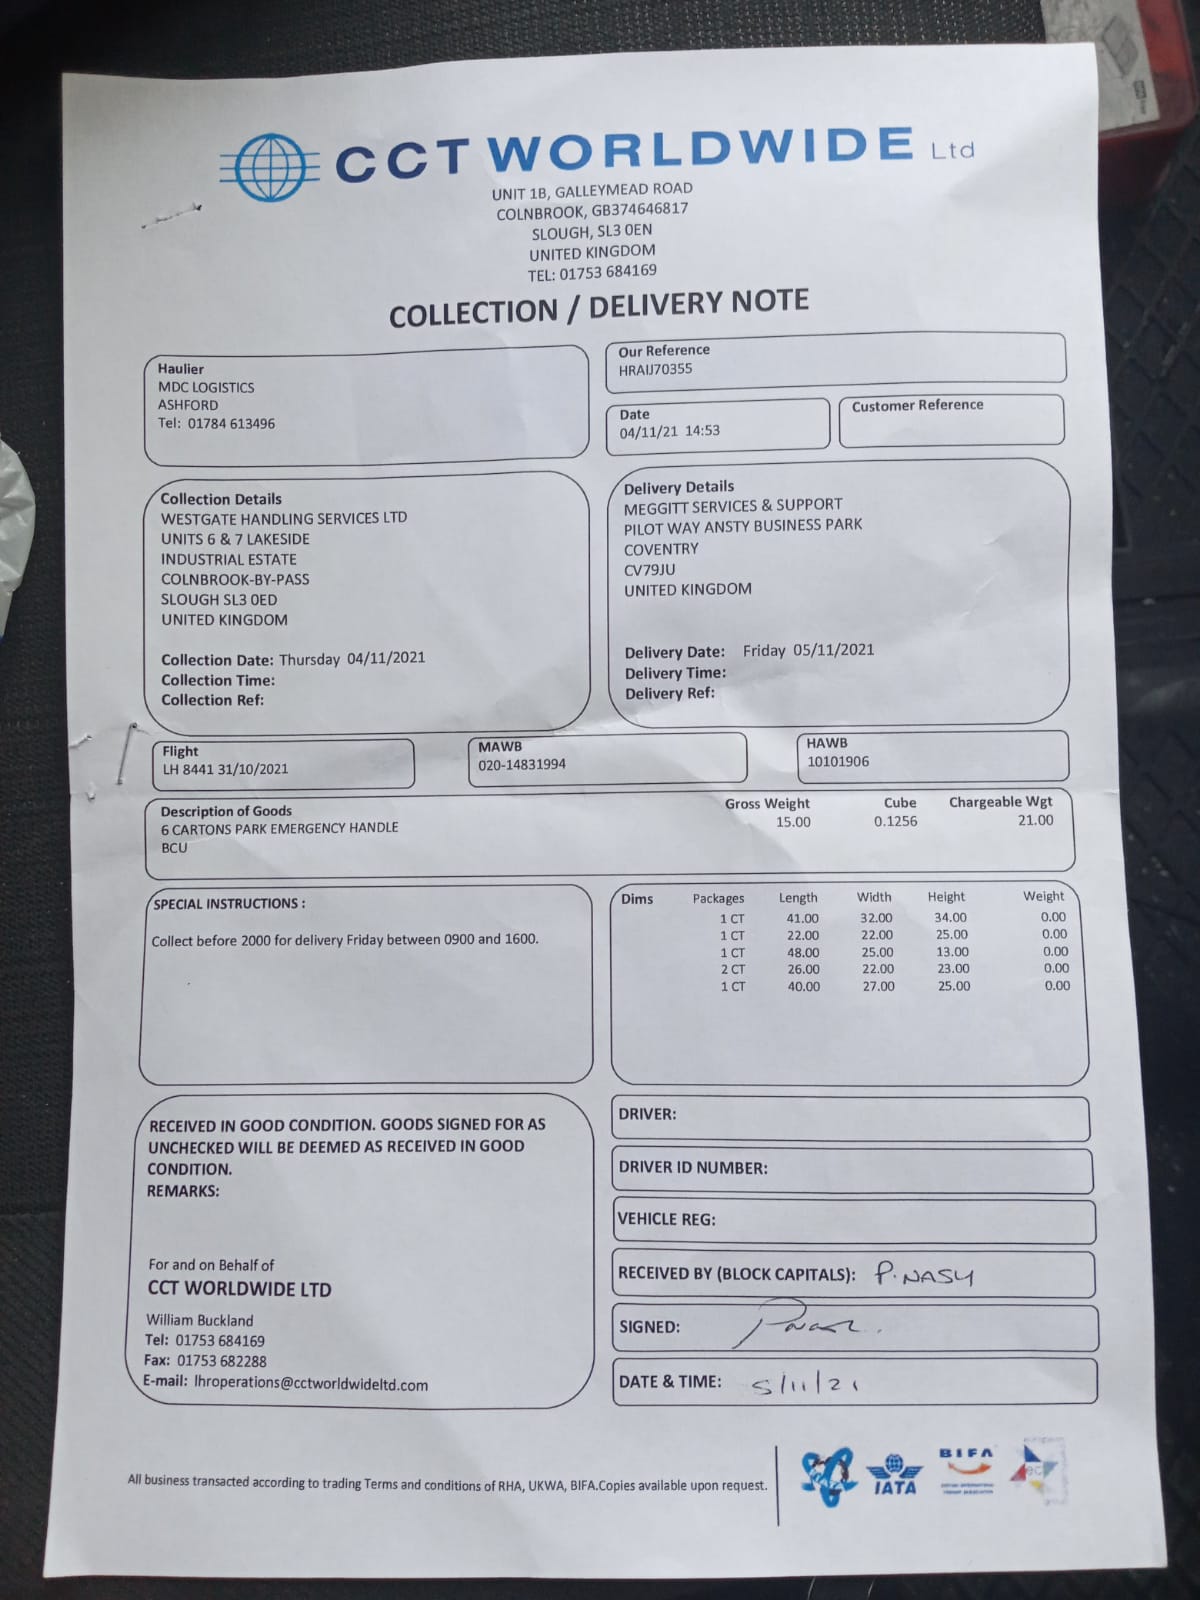 CCT WORLDWIDE Ltd
UNIT 1B, GALLEYMEAD ROAD
COLNBROOK, GB374646817
SLOUGH, SL3 0EN
UNITED KINGDOM
TEL: 01753 684169
COLLECTION / DELIVERY NOTE
Haulier
MDC LOGISTICS
ASHFORD
Tel: 01784 613496
Our Reference
HRAIJ70355
Date
04/11/21 14:53
Customer Reference
Collection Details
WESTGATE HANDLING SERVICES LTD
UNITS 6 & 7 LAKESIDE
INDUSTRIAL ESTATE
COLNBROOK-BY-PASS
SLOUGH SL3 0ED
UNITED KINGDOM
Collection Date: Thursday 04/11/2021
Collection Time:
Collection Ref:
Delivery Details
MEGGITT SERVICES & SUPPORT
PILOT WAY ANSTY BUSINESS PARK
COVENTRY
CV79JU
UNITED KINGDOM
Delivery Date: Friday 05/11/2021
Delivery Time:
Delivery Ref:
Flight
LH 8441 31/10/2021
MAWB
020-14831994
HAWB
10101906
Description of Goods Gross Weight Cube Chargeable Wgt
6 CARTONS PARK EMERGENCY HANDLE 15.00 0.1256 21.00
BCU
SPECIAL INSTRUCTIONS :
Collect before 2000 for delivery Friday between 0900 and 1600.
Dims Packages Length Width Height Weight
1 CT 41.00 32.00 34.00 0.00
1 CT 22.00 22.00 25.00 0.00
1 CT 48.00 25.00 13.00 0.00
2 CT 26.00 22.00 23.00 0.00
1 CT 40.00 27.00 25.00 0.00
RECEIVED IN GOOD CONDITION. GOODS SIGNED FOR AS
UNCHECKED WILL BE DEEMED AS RECEIVED IN GOOD
CONDITION.
REMARKS:
For and on Behalf of
CCT WORLDWIDE LTD
William Buckland
Tel: 01753 684169
Fax: 01753 682288
E-mail: lhroperations@cctworldwideltd.com
DRIVER:
DRIVER ID NUMBER:
VEHICLE REG:
RECEIVED BY (BLOCK CAPITALS): P. NASH
SIGNED:
DATE & TIME: 5/11/21
All business transacted according to trading Terms and conditions of RHA, UKWA, BIFA.Copies available upon request.
IATA
BIFA